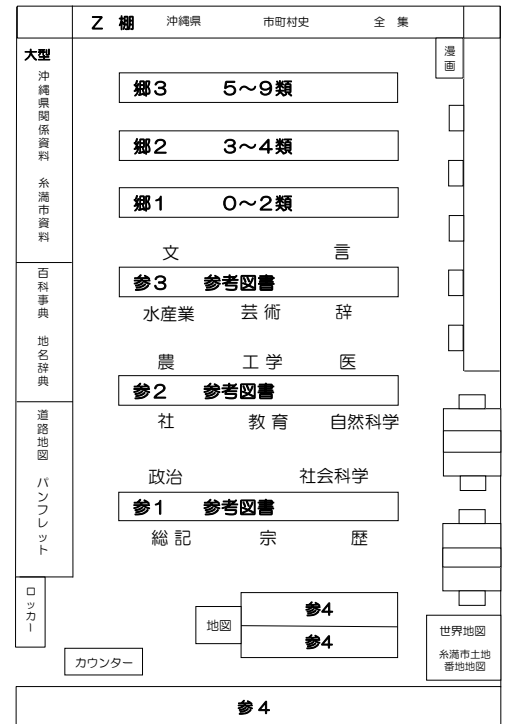 Z 棚 沖縄県 市町村史 全 集
大型
沖縄県関係資料 糸満市資料
百科事典 地名辞典
道路地図 パンフレット
ロッカー
漫画
郷3 5~9類
郷2 3~4類
郷1 0~2類
文 言
参3 参考図書
水産業 芸術 辞
農 工学 医
参2 参考図書
社 教育 自然科学
政治 社会科学
参1 参考図書
総記 宗 歴
地図
参4
参4
カウンター
世界地図
糸満市土地
番地地図
参4